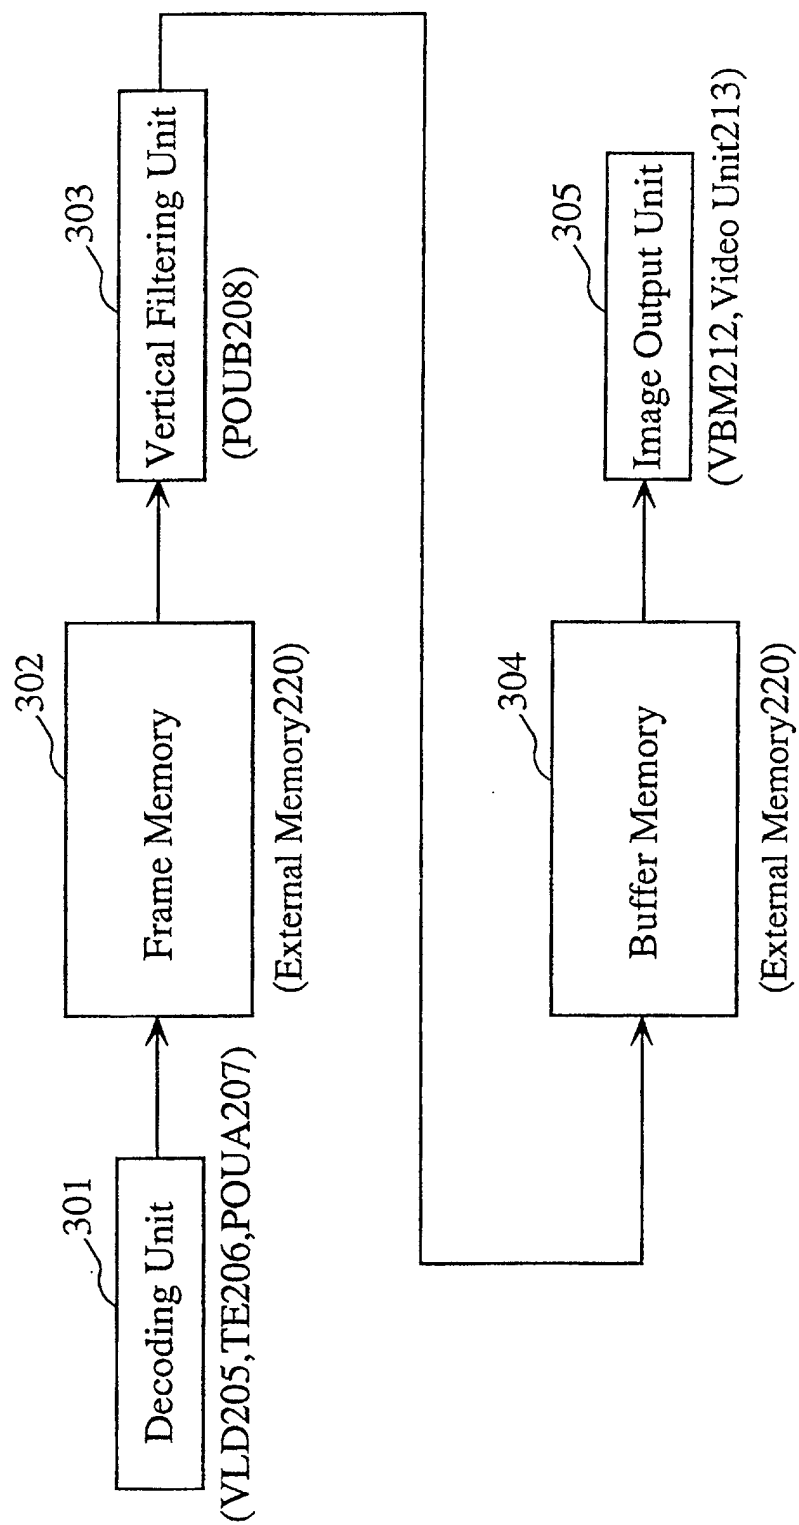 301
Decoding Unit
(VLD205,TE206,POUA207)
302
Frame Memory
(External Memory220)
303
Vertical Filtering Unit
(POUB208)
304
Buffer Memory
(External Memory220)
305
Image Output Unit
(VBM212,Video Unit213)